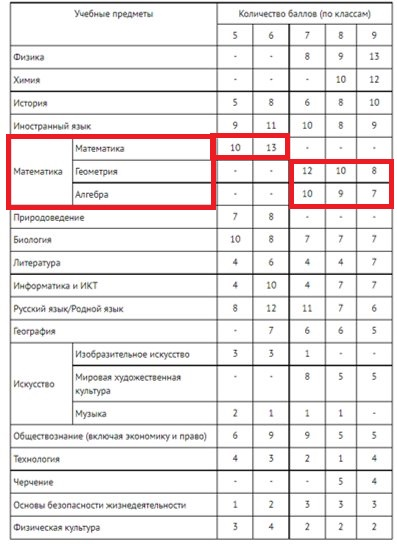 Учебные предметы Количество баллов (по классам)
5 6 7 8 9
Физика - - 8 9 13
Химия - - - 10 12
История 5 8 6 8 10
Иностранный язык 9 11 10 8 9
Математика Математика 10 13 - - -
Геометрия - - 12 10 8
Алгебра - - 10 9 7
Природоведение 7 8 - - -
Биология 10 8 7 7 7
Литература 4 6 4 4 7
Информатика и ИКТ 4 10 4 7 7
Русский язык/Родной язык 8 12 11 7 6
География - 7 6 6 5
Искусство Изобразительное искусство 3 3 1 - -
Мировая художественная - - 8 5 5
культура
Музыка 2 1 1 1 -
Обществознание (включая экономику и право) 6 9 9 5 5
Технология 4 3 2 1 4
Черчение - - - 5 4
Основы безопасности жизнедеятельности 1 2 3 3 3
Физическая культура 3 4 2 2 2